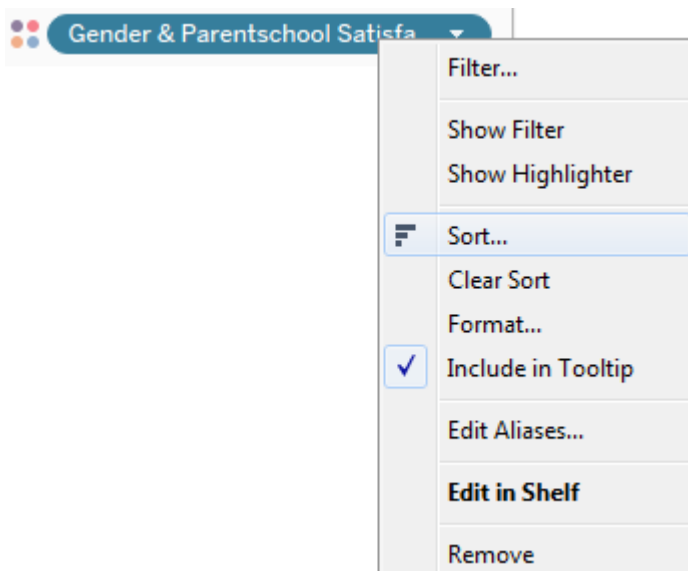 Gender & Parentschool Satisfa
Filter...
Show Filter
Show Highlighter
Sort...
Clear Sort
Format...
Include in Tooltip
Edit Aliases...
Edit in Shelf
Remove